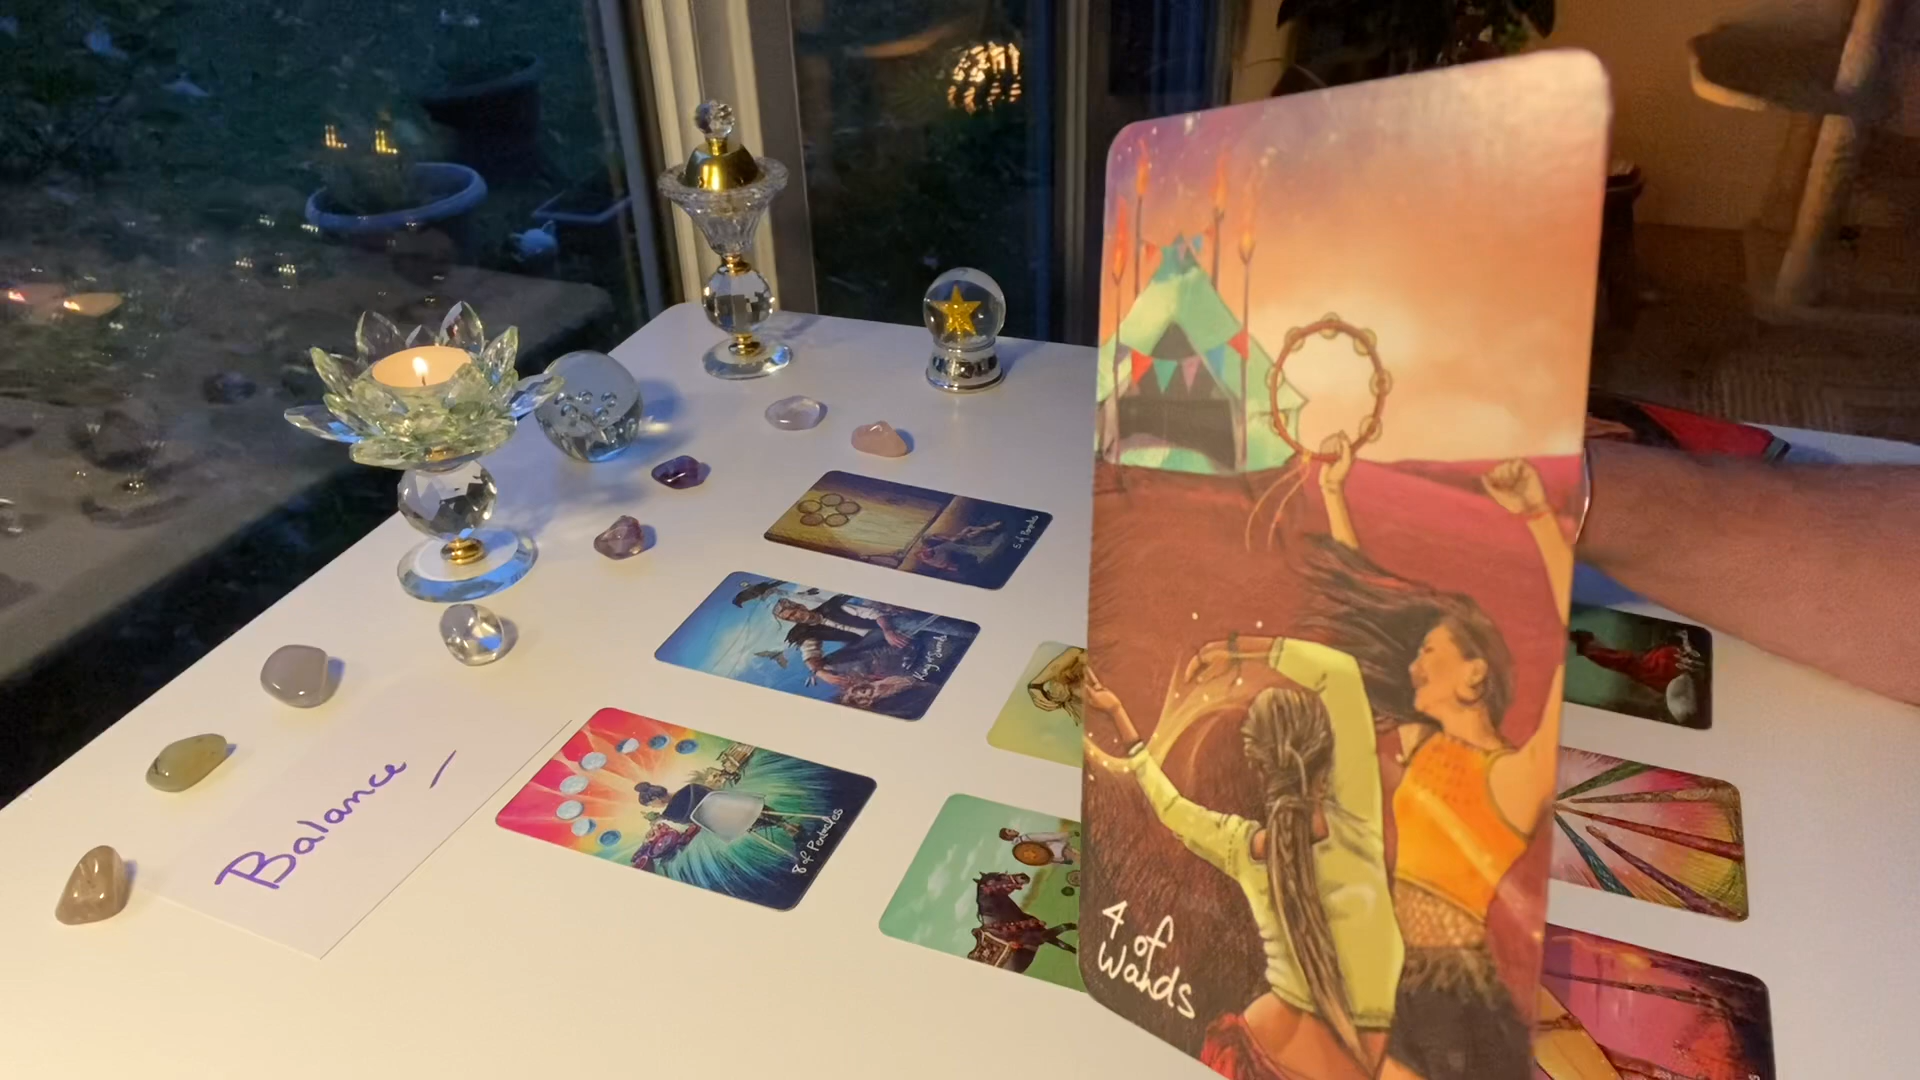 5 of Pentacles
King of Swords
Balance -
8 of Pentacles
4 of
Wands